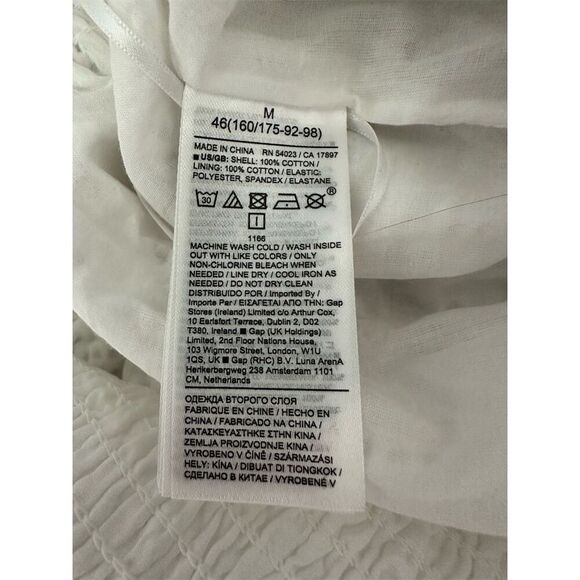 M
46(160/175-92-98)
MADE IN CHINA RN 54023 / CA 17897
■ US/GB: SHELL: 100% COTTON /
LINING: 100% COTTON / ELASTIC:
POLYESTER, SPANDEX / ELASTANE
30
®
1166
MACHINE WASH COLD / WASH INSIDE
OUT WITH LIKE COLORS / ONLY
NON-CHLORINE BLEACH WHEN
NEEDED / LINE DRY / COOL IRON AS
NEEDED / DO NOT DRY CLEAN
DISTRIBUIDO POR / Imported By /
Importe Par / ΕΙΣΑΓΕΤΑΙ ΑΠΟ ΤΗΝ: Gap
Stores (Ireland) Limited c/o Arthur Cox,
10 Earlsfort Terrace, Dublin 2, D02
T380, Ireland ■ Gap (UK Holdings)
Limited, 2nd Floor Nations House,
103 Wigmore Street, London, W1U
1QS, UK ■ Gap (RHC) B.V. Luna ArenA
Herikerbergweg 238 Amsterdam 1101
CM, Netherlands
ОДЕЖДА ВТОРОГО СЛОЯ
FABRIQUE EN CHINE / HECHO EN
CHINA / FABRICADO NA CHINA /
ΚΑΤΑΣΚΕΥΑΣΤΗΚΕ ΣΤΗΝ ΚΙΝΑ /
ZEMLJA PROIZVODNJE KINA /
VYROBENO V ČÍNĚ / SZÁRMAZÁSI
HELY: KÍNA / DIBUAT DI TIONGKOK /
СДЕЛАНО В КИТАЕ / VYROBENÉ V